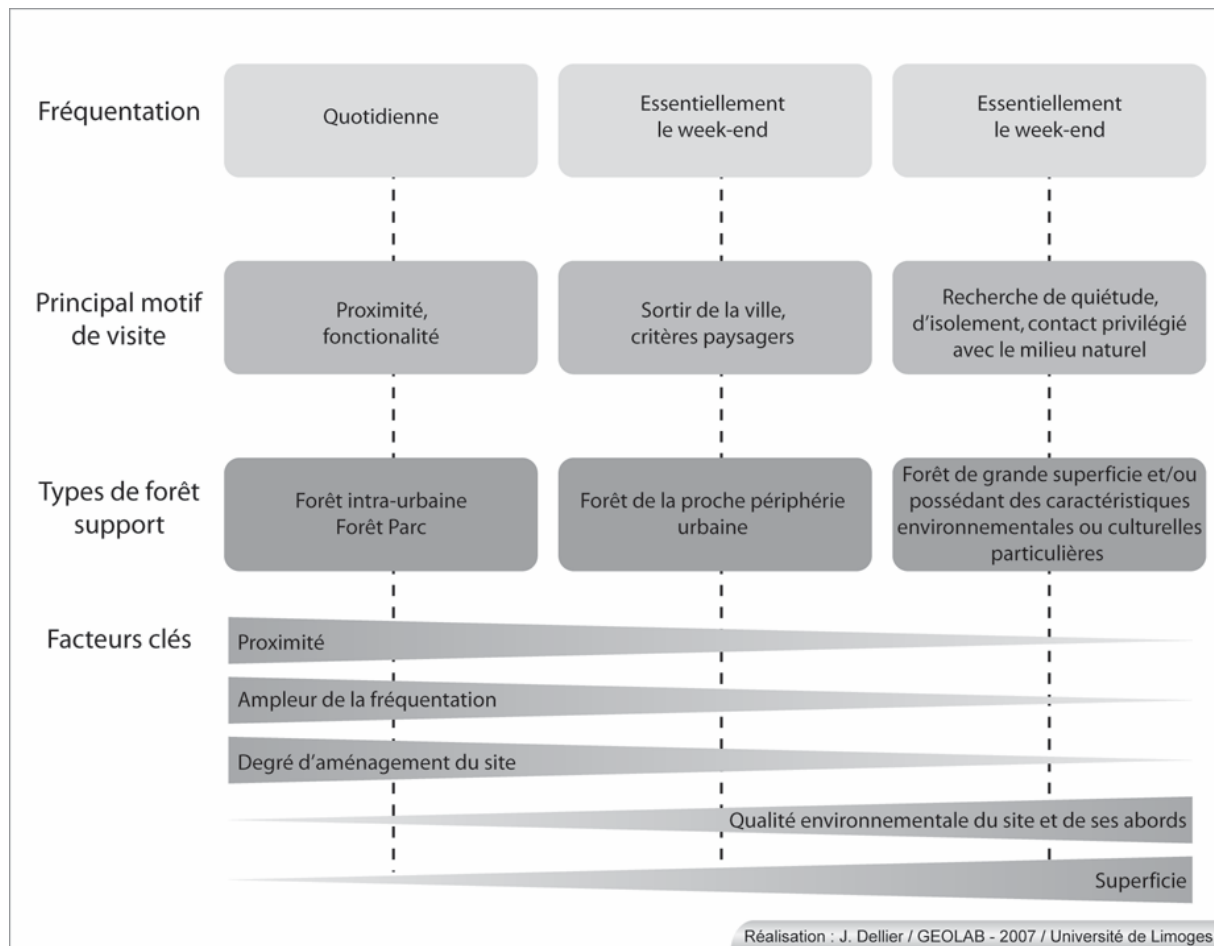 Fréquentation
Quotidienne
Essentiellement
le week-end
Essentiellement
le week-end
Principal motif
de visite
Proximité,
fonctionalité
Sortir de la ville,
critères paysagers
Recherche de quiétude,
d'isolement, contact privilégié
avec le milieu naturel
Types de forêt
support
Forêt intra-urbaine
Forêt Parc
Forêt de la proche périphérie
urbaine
Forêt de grande superficie et/ou
possédant des caractéristiques
environnementales ou culturelles
particulières
Facteurs clés
Proximité
Ampleur de la fréquentation
Degré d'aménagement du site
Qualité environnementale du site et de ses abords
Superficie
Réalisation : J. Dellier / GEOLAB - 2007 / Université de Limoges